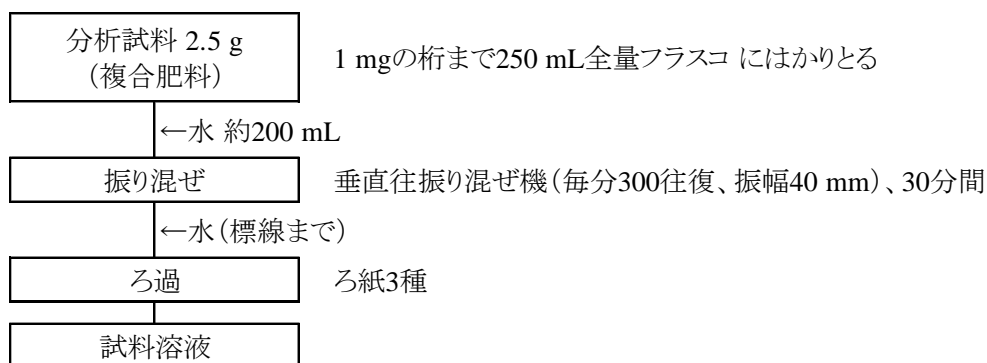 分析試料 2.5 g
（複合肥料）
1 mgの桁まで250 mL全量フラスコ にはかりとる
←水 約200 mL
振り混ぜ
垂直往振り混ぜ機（毎分300往復、振幅40 mm）、30分間
←水（標線まで）
ろ過
ろ紙3種
試料溶液